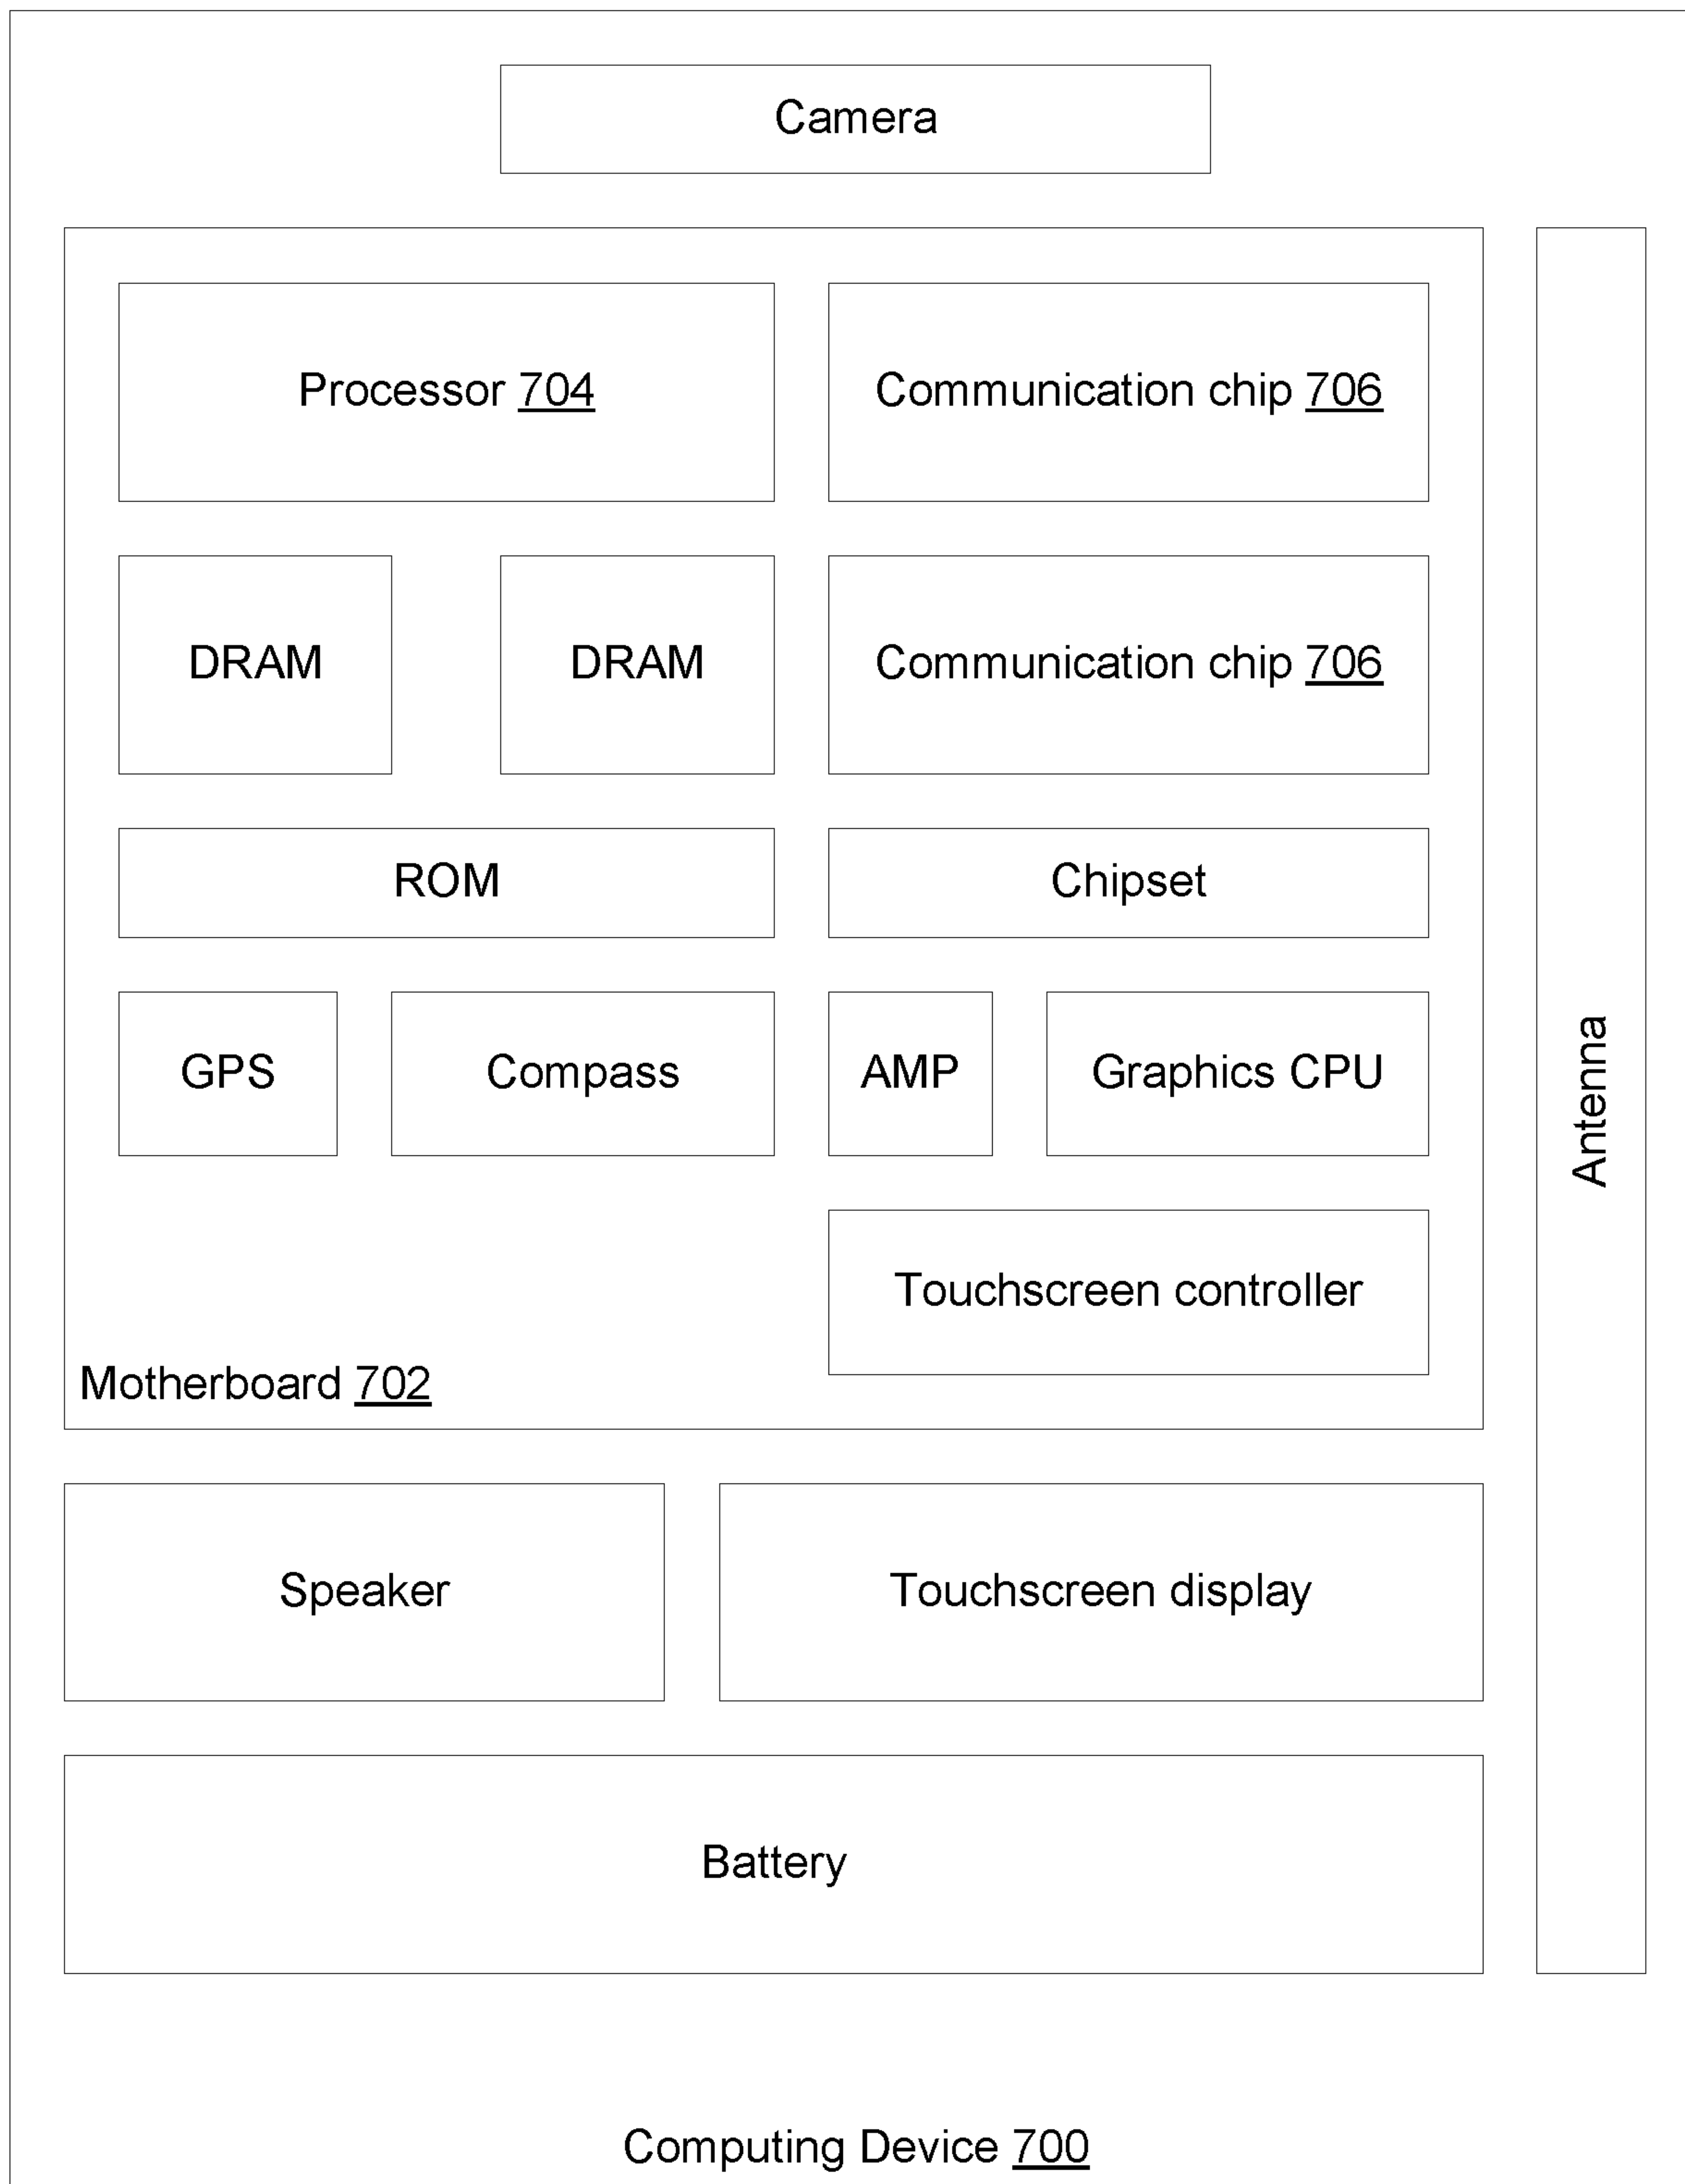 Camera
Processor 704
Communication chip 706
DRAM
DRAM
Communication chip 706
ROM
Chipset
GPS
Compass
AMP
Graphics CPU
Antenna
Touchscreen controller
Motherboard 702
Speaker
Touchscreen display
Battery
Computing Device 700